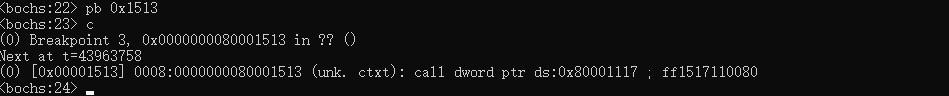 <bochs:22> pb 0x1513
<bochs:23> c
(0) Breakpoint 3, 0x0000000080001513 in ?? ()
Next at t=43963758
(0) [0x00001513] 0008:0000000080001513 (unk. ctxt): call dword ptr ds:0x80001117 ; ff1517110080
<bochs:24>